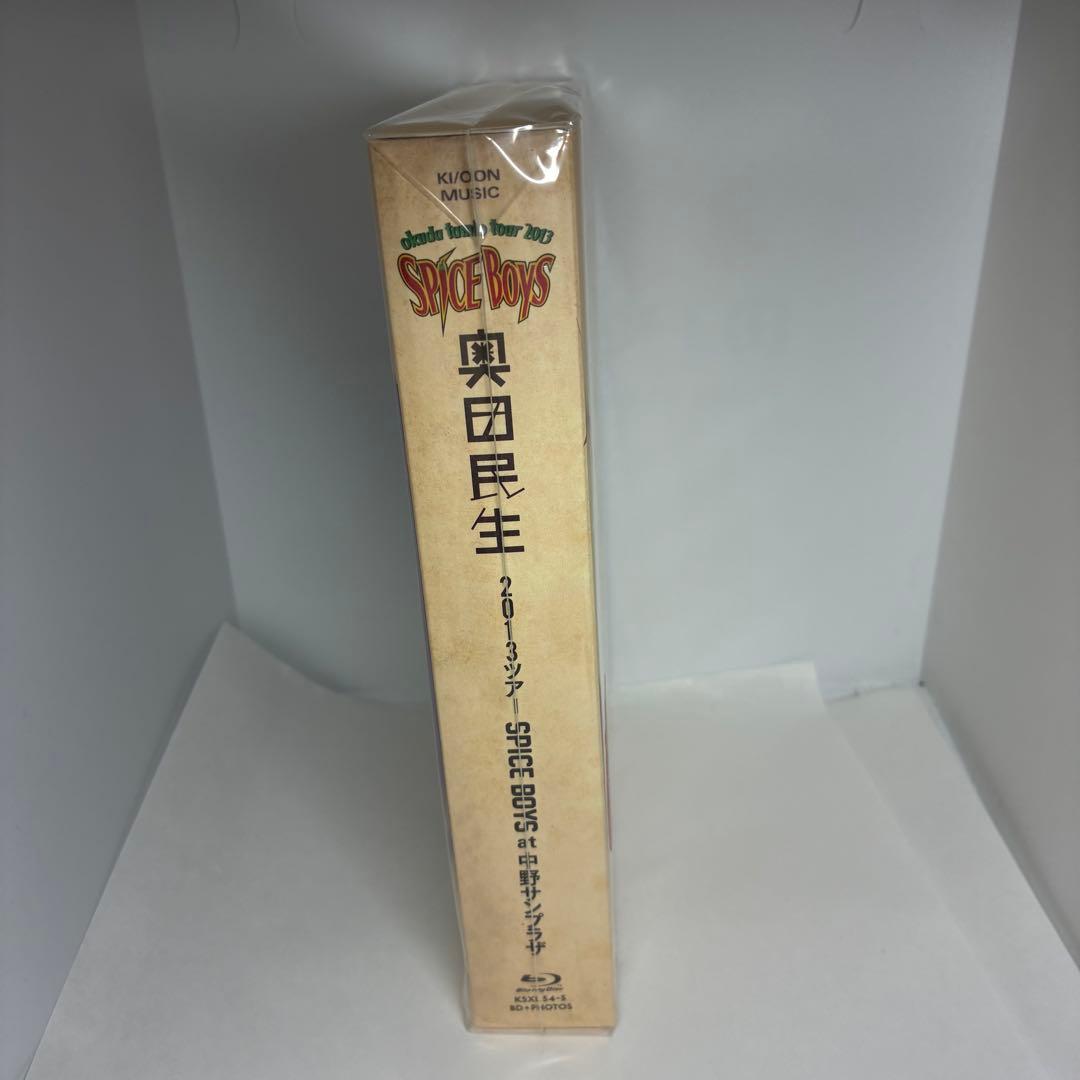 KI/OON
MUSIC
okuda tamio tour 2013
SPICE BOYS
奥田民生
2013ツアー SPICE BOYS at 中野サンプラザ
Blu-ray Disc
KSXL 54-5
BD+PHOTOS